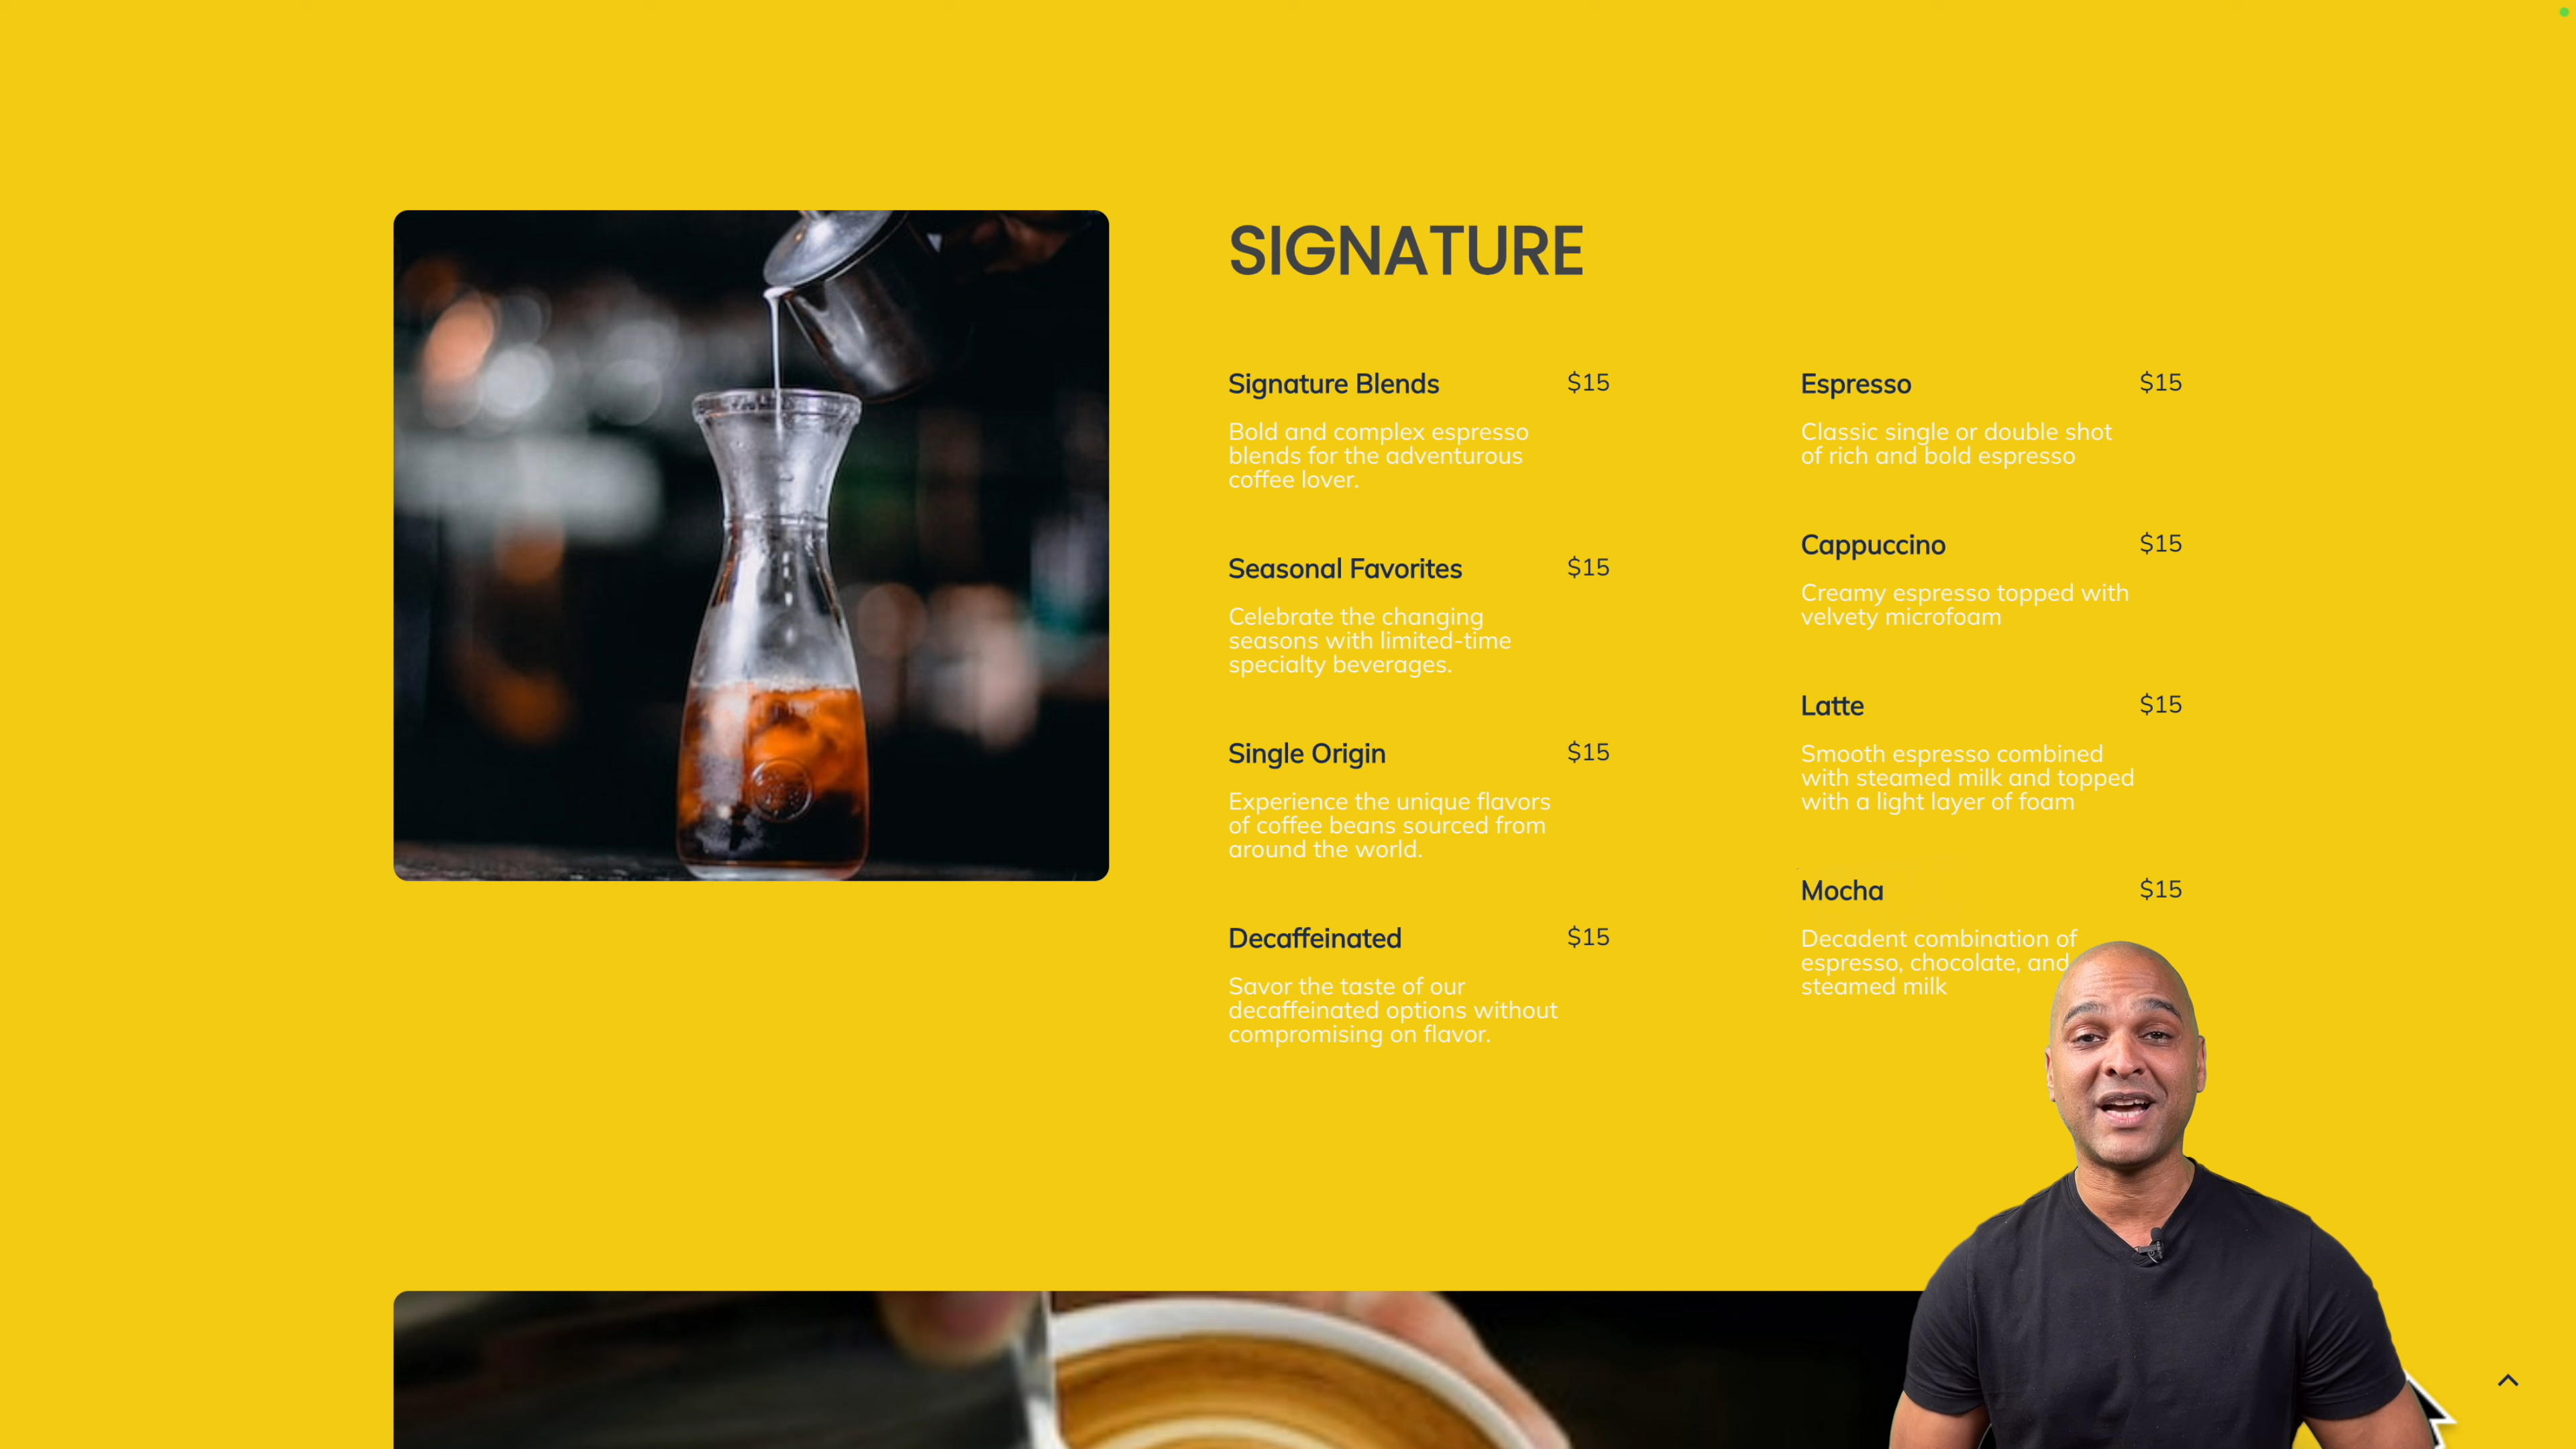 SIGNATURE
Signature Blends $15
Bold and complex espresso
blends for the adventurous
coffee lover.
Seasonal Favorites $15
Celebrate the changing
seasons with limited-time
specialty beverages.
Single Origin $15
Experience the unique flavors
of coffee beans sourced from
around the world.
Decaffeinated $15
Savor the taste of our
decaffeinated options without
compromising on flavor.
Espresso $15
Classic single or double shot
of rich and bold espresso
Cappuccino $15
Creamy espresso topped with
velvety microfoam
Latte $15
Smooth espresso combined
with steamed milk and topped
with a light layer of foam
Mocha $15
Decadent combination of
espresso, chocolate, and
steamed milk